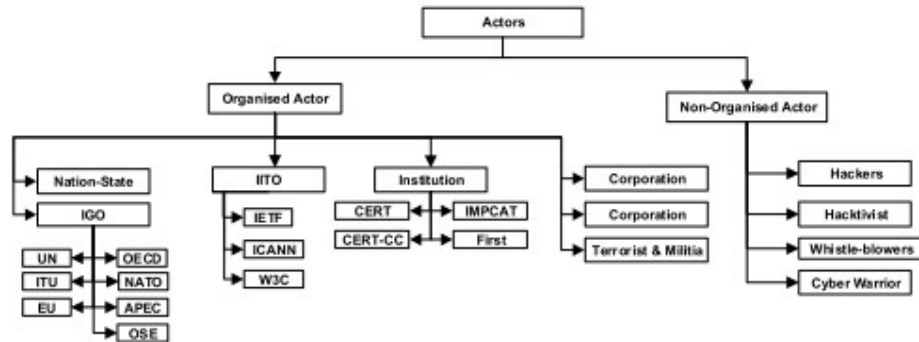 Actors
Organised Actor
Non-Organised Actor
Nation-State
IGO
UN
OECD
ITU
NATO
EU
APEC
OSE
IITO
IETF
ICANN
W3C
Institution
CERT
IMPCAT
CERT-CC
First
Corporation
Corporation
Terrorist & Militia
Hackers
Hacktivist
Whistle-blowers
Cyber Warrior